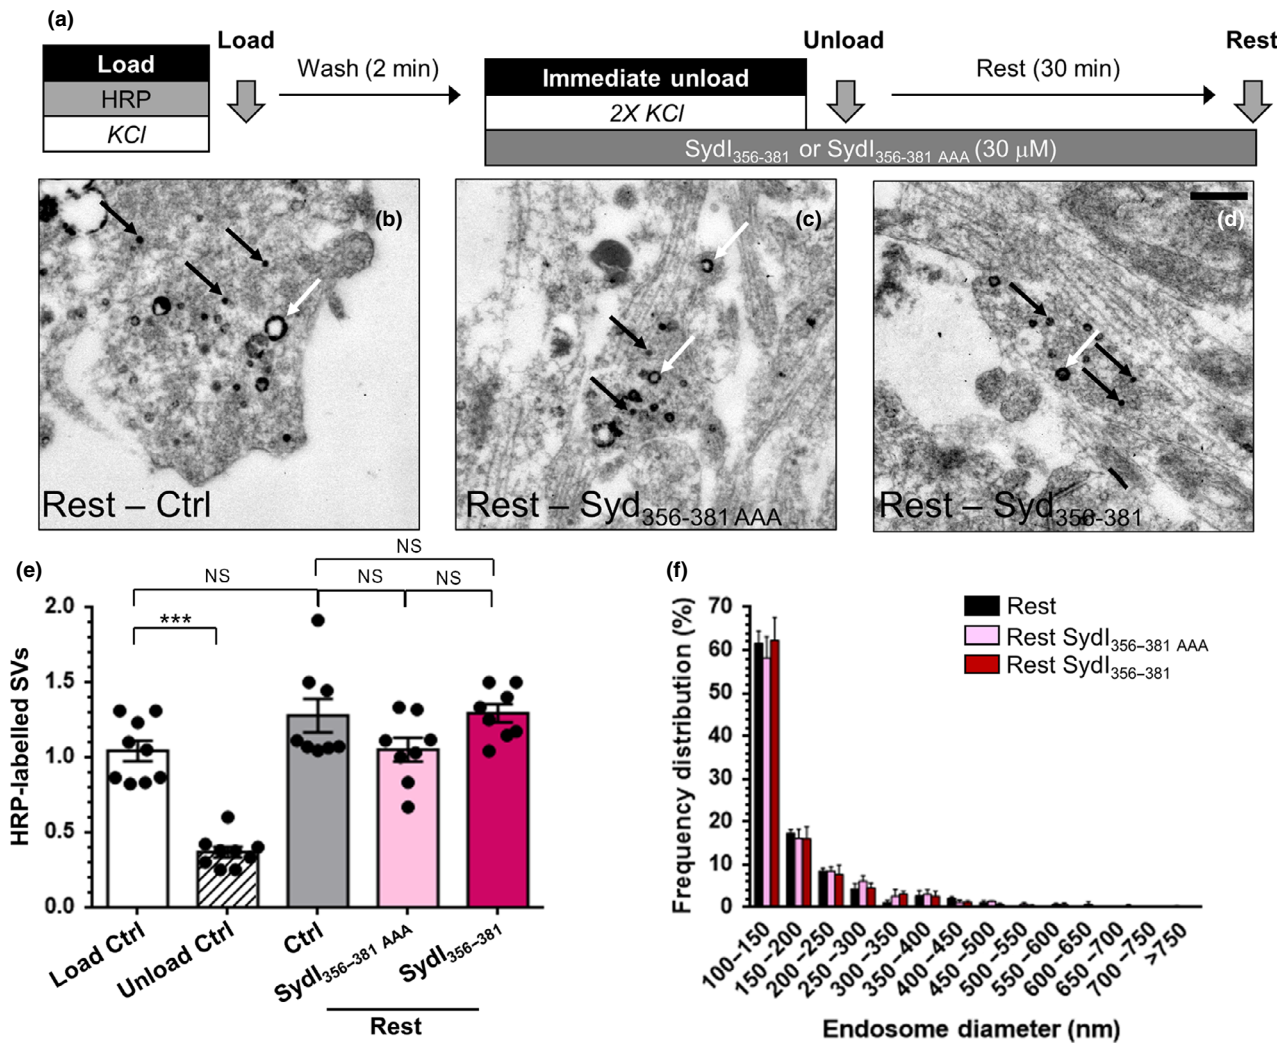 (a)
Load
Unload
Rest
Load
HRP
KCl
Wash (2 min)
Immediate unload
2X KCl
Rest (30 min)
SydI356-381 or SydI356-381 AAA (30 µM)
(b)
(c)
(d)
Rest – Ctrl
Rest – Syd356-381 AAA
Rest – Syd356-381
(e)
NS
NS
NS
NS
***
HRP-labelled SVs
2.0
1.5
1.0
0.5
0.0
Load Ctrl
Unload Ctrl
Ctrl
SydI356–381 AAA
SydI356–381
Rest
(f)
Rest
Rest SydI356–381 AAA
Rest SydI356–381
Frequency distribution (%)
70
60
50
40
30
20
10
0
100–150
150–200
200–250
250–300
300–350
350–400
400–450
450–500
500–550
550–600
600–650
650–700
700–750
>750
Endosome diameter (nm)